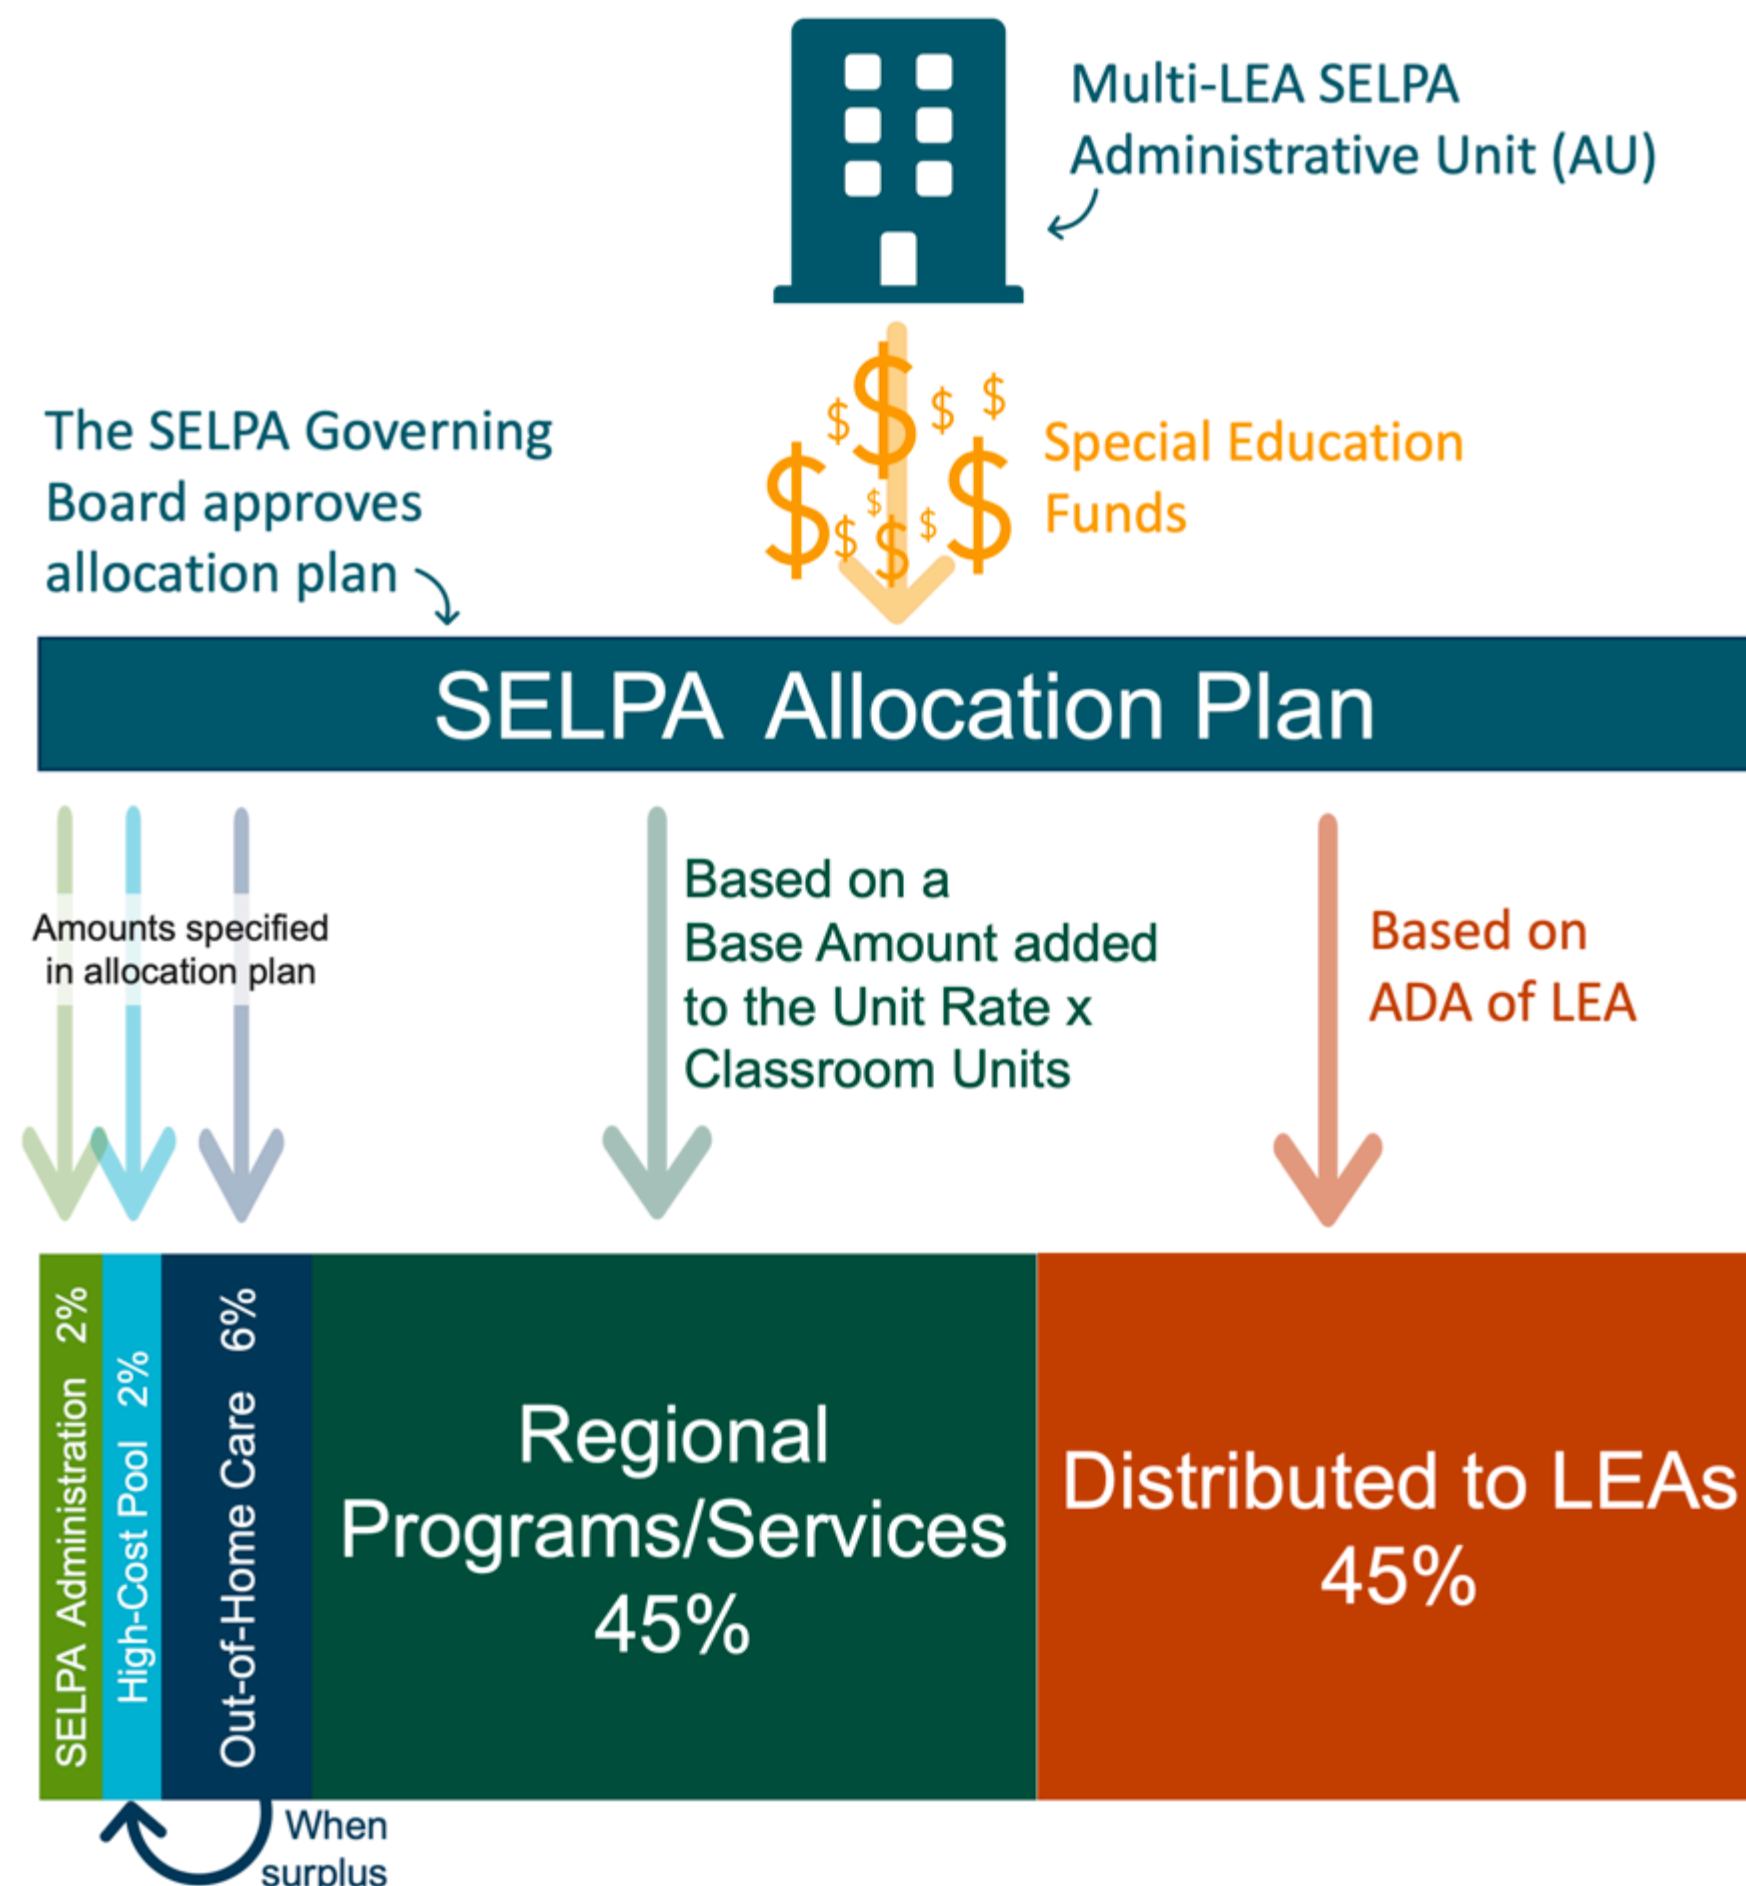 Multi-LEA SELPA
Administrative Unit (AU)
The SELPA Governing
Board approves
allocation plan
Special Education
Funds
SELPA Allocation Plan
Amounts specified
in allocation plan
Based on a
Base Amount added
to the Unit Rate x
Classroom Units
Based on
ADA of LEA
SELPA Administration 2%
High-Cost Pool 2%
Out-of-Home Care 6%
Regional
Programs/Services
45%
Distributed to LEAs
45%
When
surplus